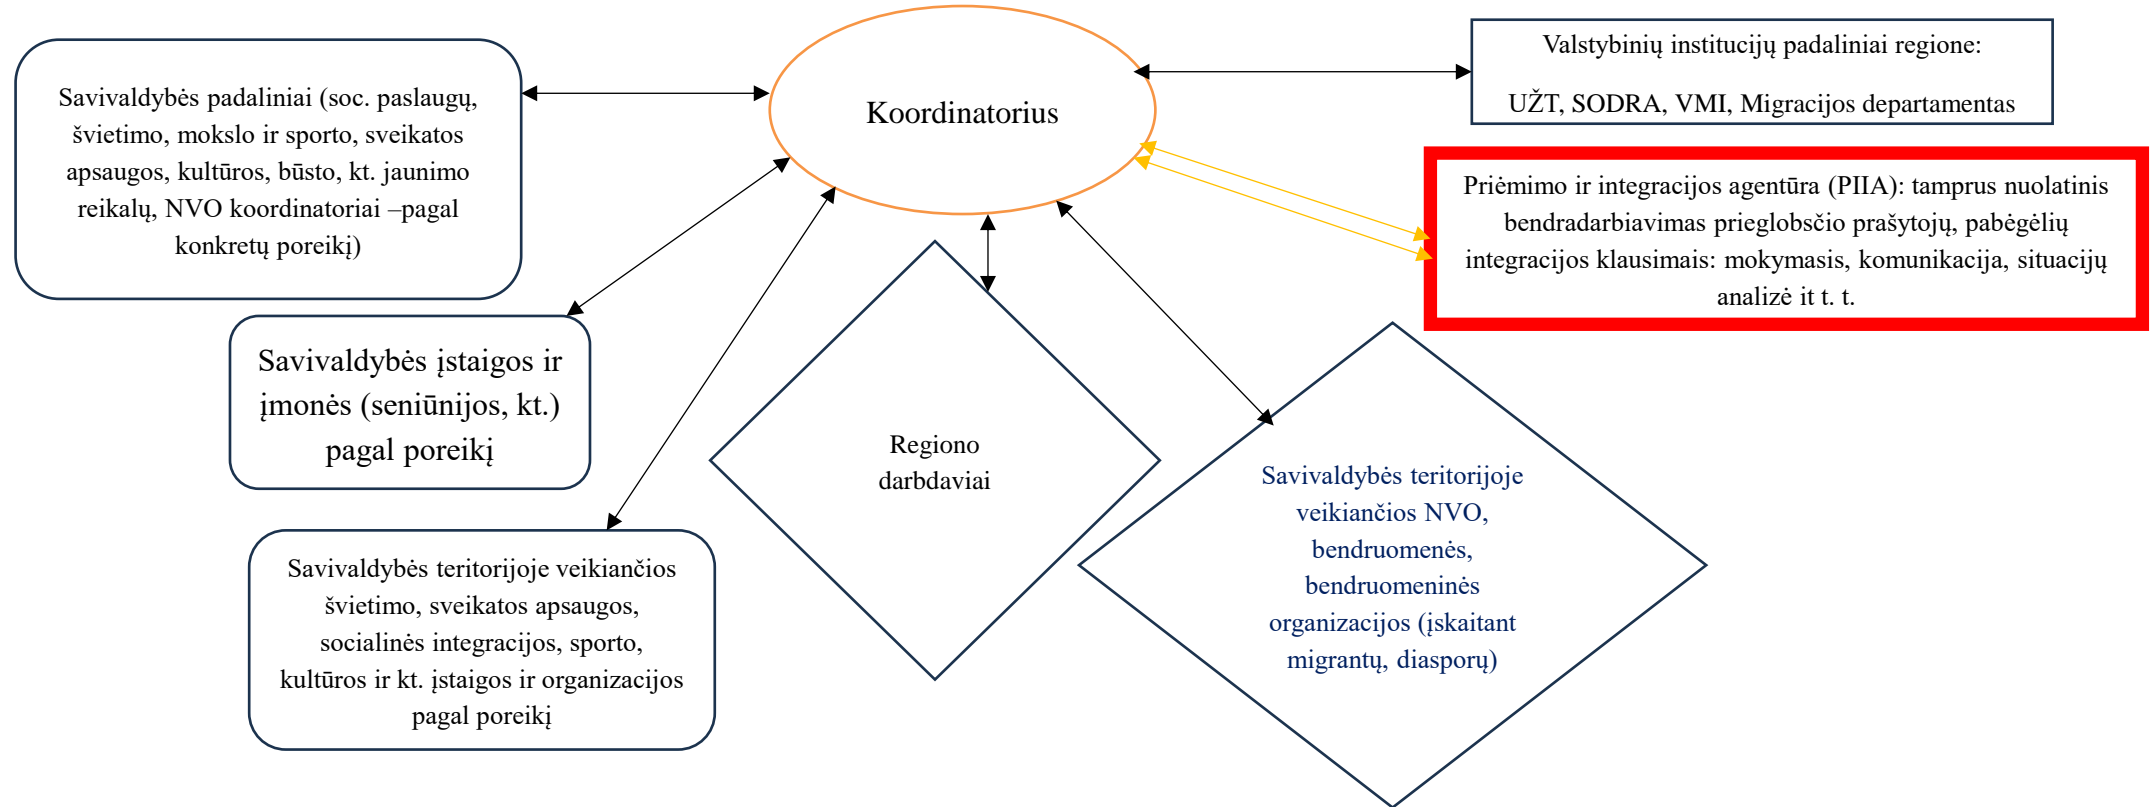 Savivaldybės padaliniai (soc. paslaugų,
švietimo, mokslo ir sporto, sveikatos
apsaugos, kultūros, būsto, kt. jaunimo
reikalų, NVO koordinatoriai –pagal
konkretų poreikį)
Koordinatorius
Valstybinių institucijų padaliniai regione:
UŽT, SODRA, VMI, Migracijos departamentas
Priėmimo ir integracijos agentūra (PIIA): tamprus nuolatinis
bendradarbiavimas prieglobsčio prašytojų, pabėgėlių
integracijos klausimais: mokymasis, komunikacija, situacijų
analizė it t. t.
Savivaldybės įstaigos ir
įmonės (seniūnijos, kt.)
pagal poreikį
Regiono
darbdaviai
Savivaldybės teritorijoje
veikiančios NVO,
bendruomenės,
bendruomeninės
organizacijos (įskaitant
migrantų, diasporų)
Savivaldybės teritorijoje veikiančios
švietimo, sveikatos apsaugos,
socialinės integracijos, sporto,
kultūros ir kt. įstaigos ir organizacijos
pagal poreikį